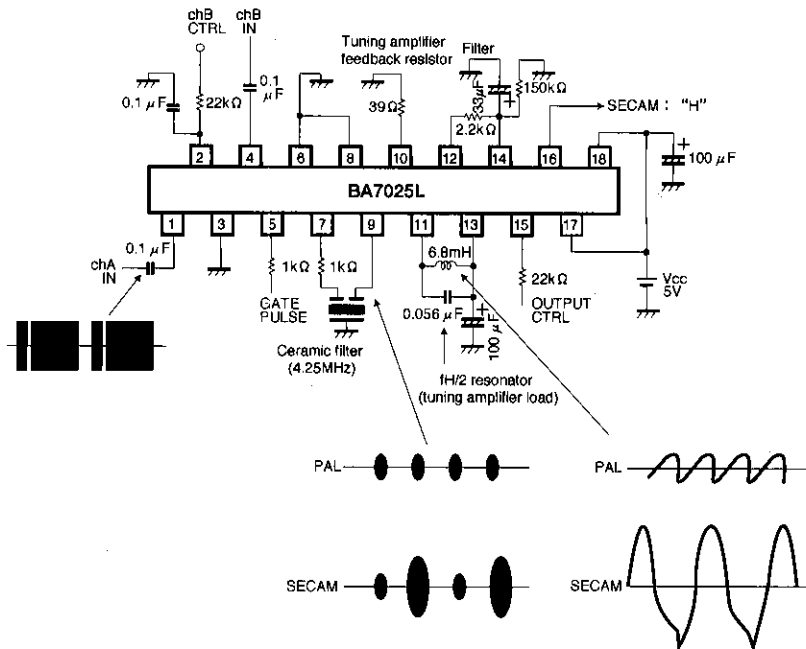 chB
CTRL
chB
IN
Tuning amplifier
feedback resistor
Filter
0.1 μF
22kΩ
0.1
μF
39Ω
33μF
+
150kΩ
2.2kΩ
SECAM : "H"
+
100 μF
2
4
6
8
10
12
14
16
18
BA7025L
1
3
5
7
9
11
13
15
17
0.1 μF
chA
IN
1kΩ
1kΩ
6.8mH
22kΩ
Vcc
5V
GATE
PULSE
0.056 μF
+
100 μF
OUTPUT
CTRL
Ceramic filter
(4.25MHz)
fH/2 resonator
(tuning amplifier load)
PAL
PAL
SECAM
SECAM